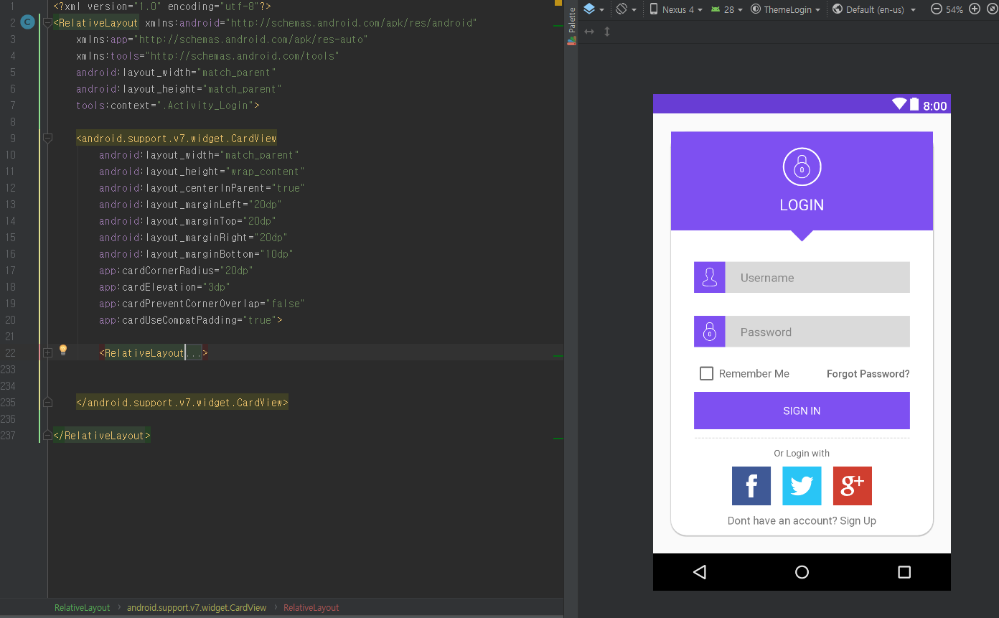 1 <?xml version="1.0" encoding="utf-8"?>
2 <RelativeLayout xmlns:android="http://schemas.android.com/apk/res/android"
3 xmlns:app="http://schemas.android.com/apk/res-auto"
4 xmlns:tools="http://schemas.android.com/tools"
5 android:layout_width="match_parent"
6 android:layout_height="match_parent"
7 tools:context=".Activity_Login">
8
9 <android.support.v7.widget.CardView
10 android:layout_width="match_parent"
11 android:layout_height="wrap_content"
12 android:layout_centerInParent="true"
13 android:layout_marginLeft="20dp"
14 android:layout_marginTop="20dp"
15 android:layout_marginRight="20dp"
16 android:layout_marginBottom="10dp"
17 app:cardCornerRadius="20dp"
18 app:cardElevation="3dp"
19 app:cardPreventCornerOverlap="false"
20 app:cardUseCompatPadding="true">
21
22 <RelativeLayout...>
233
234
235 </android.support.v7.widget.CardView>
236
237 </RelativeLayout>
RelativeLayout › android.support.v7.widget.CardView › RelativeLayout
C
Palette
Nexus 4 28 ThemeLogin Default (en-us) 54%
8:00
0
LOGIN
Username
0 Password
Remember Me Forgot Password?
SIGN IN
Or Login with
f g+
Dont have an account? Sign Up